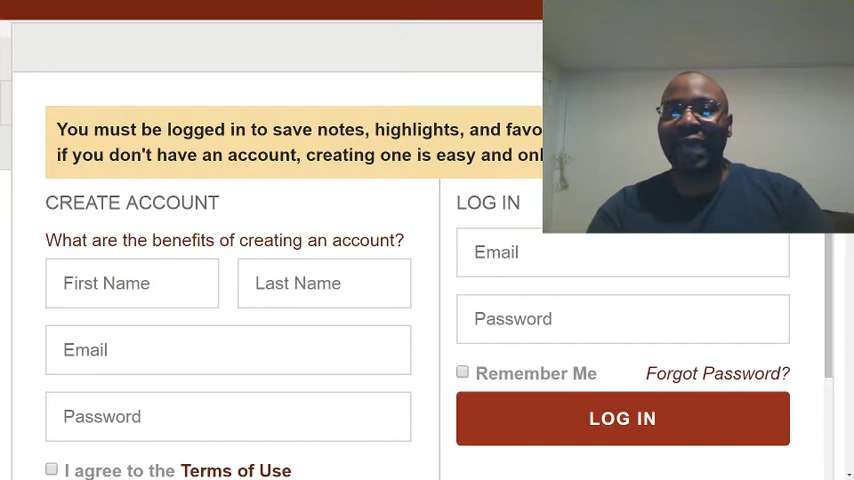 You must be logged in to save notes, highlights, and favo
if you don't have an account, creating one is easy and onl
CREATE ACCOUNT
What are the benefits of creating an account?
First Name
Last Name
Email
Password
I agree to the Terms of Use
LOG IN
Email
Password
Remember Me
Forgot Password?
LOG IN